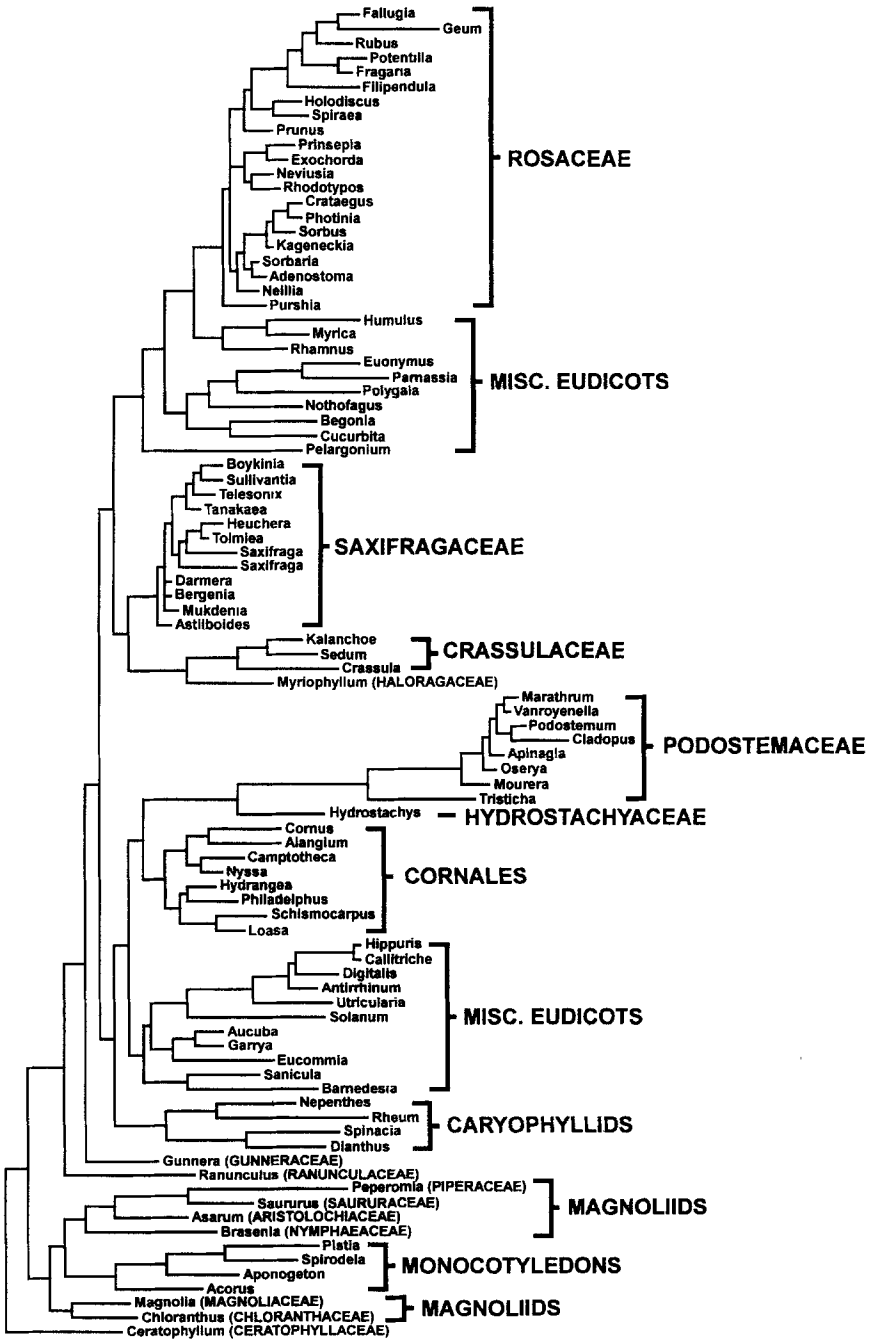 Fallugia
Geum
Rubus
Potentilla
Fragaria
Filipendula
Holodiscus
Spiraea
Prunus
Prinsepia
Exochorda
ROSACEAE
Neviusia
Rhodotypos
Crataegus
Photinia
Sorbus
Kageneckia
Sorbaria
Adenostoma
Neillia
Purshia
Humulus
Myrica
Rhamnus
Euonymus
Parnassia
MISC. EUDICOTS
Polygala
Nothofagus
Begonia
Cucurbita
Pelargonium
Boykinia
Sullivantia
Telesonix
Tanakaea
Heuchera
Tolmiea
SAXIFRAGACEAE
Saxifraga
Saxifraga
Darmera
Bergenia
Mukdenia
Astilboides
Kalanchoe
Sedum
CRASSULACEAE
Crassula
Myriophyllum (HALORAGACEAE)
Marathrum
Vanroyenella
Podostemum
Cladopus
PODOSTEMACEAE
Apinagia
Oserya
Mourera
Tristicha
Hydrostachys
HYDROSTACHYACEAE
Cornus
Alangium
Camptotheca
Nyssa
CORNALES
Hydrangea
Philadelphus
Schismocarpus
Loasa
Hippuris
Callitriche
Digitalis
Antirrhinum
Utricularia
Solanum
MISC. EUDICOTS
Aucuba
Garrya
Eucommia
Sanicula
Barnedesia
Nepenthes
Rheum
CARYOPHYLLIDS
Spinacia
Dianthus
Gunnera (GUNNERACEAE)
Ranunculus (RANUNCULACEAE)
Peperomia (PIPERACEAE)
Saururus (SAURURACEAE)
MAGNOLIIDS
Asarum (ARISTOLOCHIACEAE)
Brasenia (NYMPHAEACEAE)
Pistia
Spirodela
MONOCOTYLEDONS
Aponogeton
Acorus
Magnolia (MAGNOLIACEAE)
MAGNOLIIDS
Chloranthus (CHLORANTHACEAE)
Ceratophyllum (CERATOPHYLLACEAE)